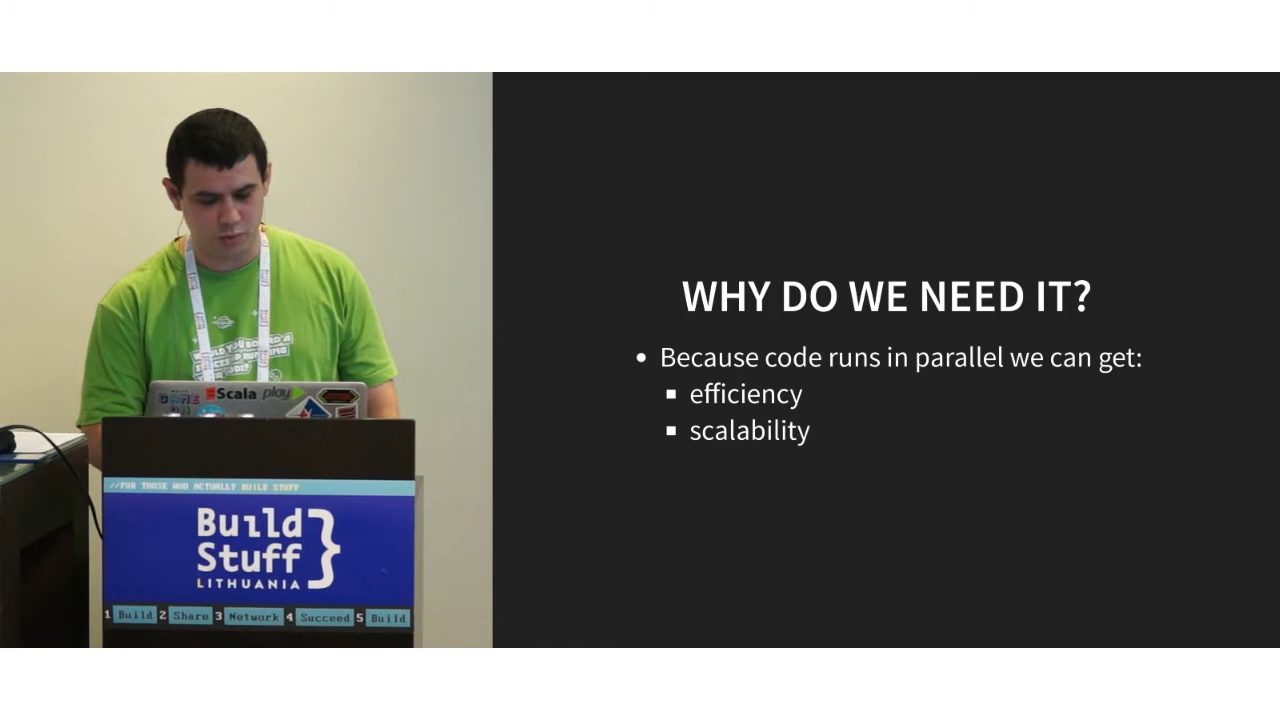 WHY DO WE NEED IT?
• Because code runs in parallel we can get:
▪ efficiency
▪ scalability
Scala play
//FOR THOSE WHO ACTUALLY BUILD STUFF
Build
Stuff }
LITHUANIA
1 Build 2 Share 3 Network 4 Succeed 5 Build